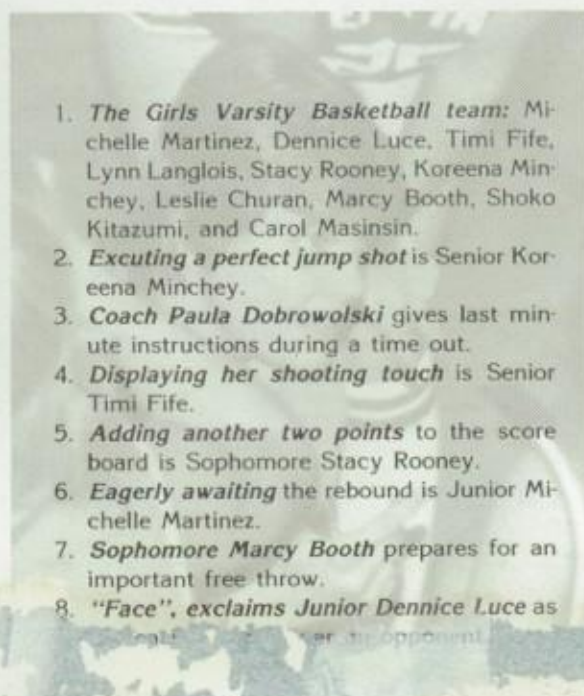 1. The Girls Varsity Basketball team: Mi-
chelle Martinez, Dennice Luce, Timi Fife,
Lynn Langlois, Stacy Rooney, Koreena Min-
chey, Leslie Churan, Marcy Booth, Shoko
Kitazumi, and Carol Masinsin.
2. Excuting a perfect jump shot is Senior Kor-
eena Minchey.
3. Coach Paula Dobrowolski gives last min-
ute instructions during a time out.
4. Displaying her shooting touch is Senior
Timi Fife.
5. Adding another two points to the score
board is Sophomore Stacy Rooney.
6. Eagerly awaiting the rebound is Junior Mi-
chelle Martinez.
7. Sophomore Marcy Booth prepares for an
important free throw.
8. "Face", exclaims Junior Dennice Luce as
opponent.